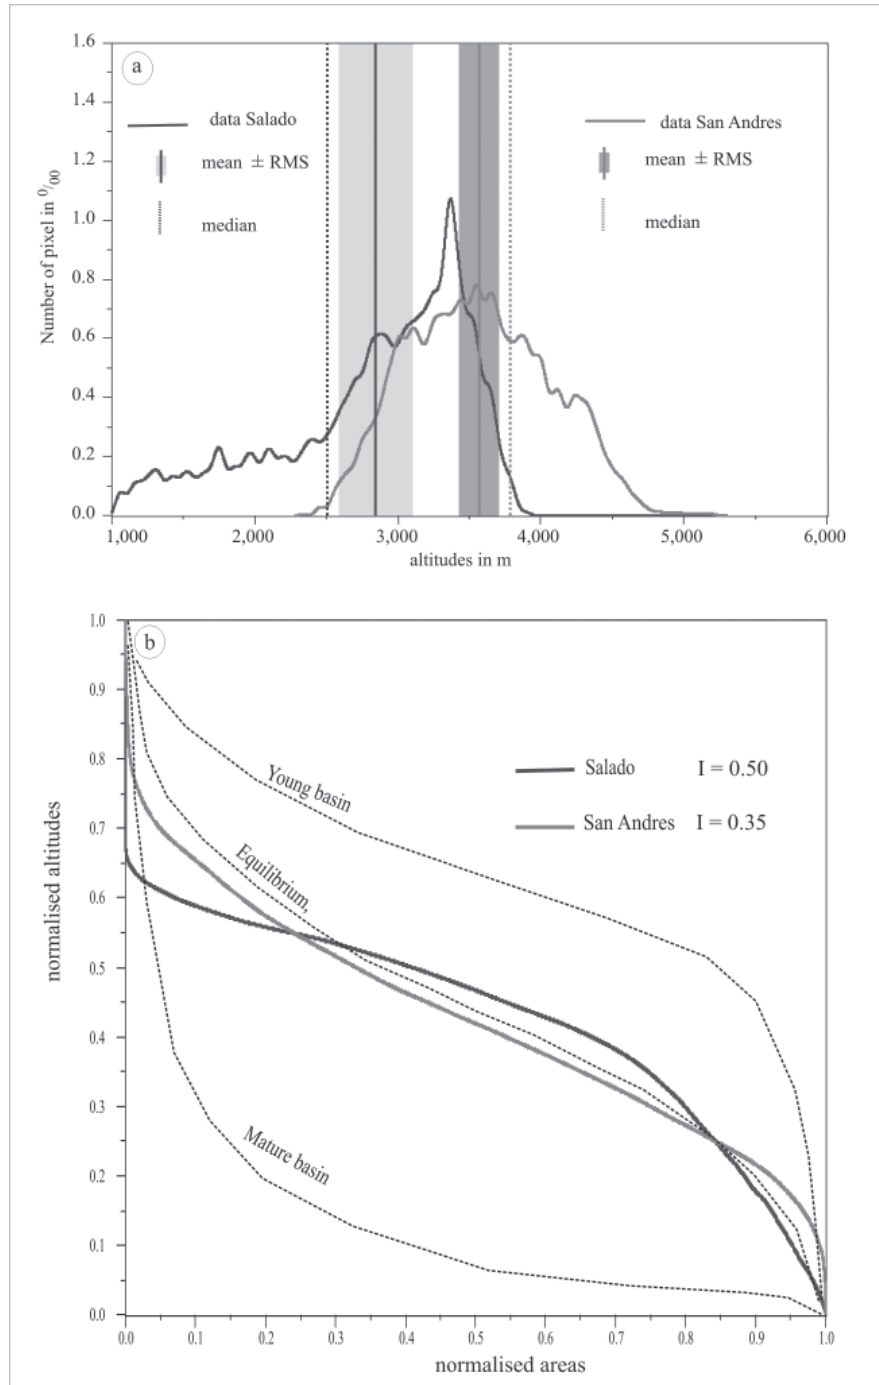 a
1.6
1.4
1.2
1.0
0.8
0.6
0.4
0.2
0.0
Number of pixel in 0/00
data Salado
mean ± RMS
median
data San Andres
mean ± RMS
median
1,000 2,000 3,000 4,000 5,000 6,000
altitudes in m
b
1.0
0.9
0.8
0.7
0.6
0.5
0.4
0.3
0.2
0.1
0.0
normalised altitudes
Young basin
Equilibrium,
Mature basin
Salado I = 0.50
San Andres I = 0.35
0.0 0.1 0.2 0.3 0.4 0.5 0.6 0.7 0.8 0.9 1.0
normalised areas